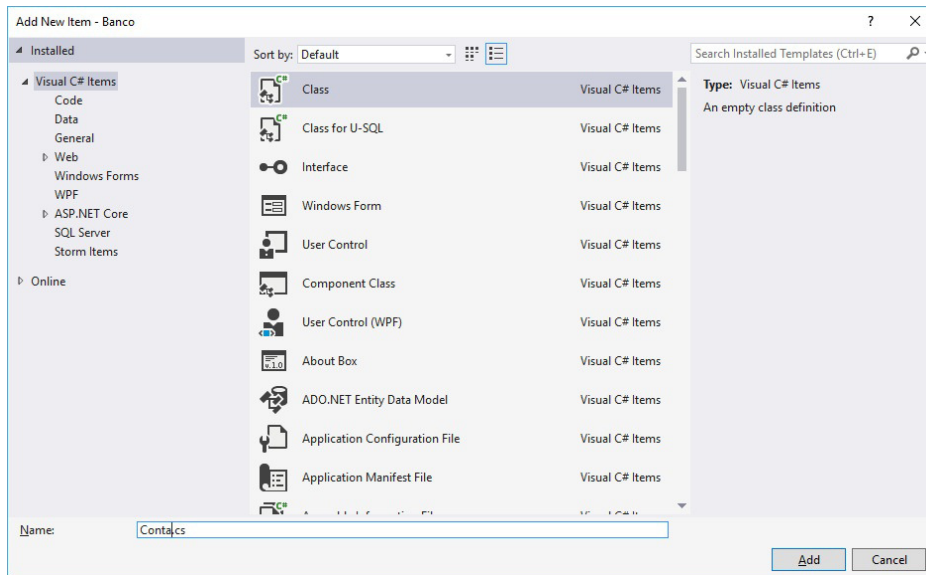 Add New Item - Banco
? ✕
Installed
Sort by: Default
Search Installed Templates (Ctrl+E)
Visual C# Items
Code
Data
General
Web
Windows Forms
WPF
ASP.NET Core
SQL Server
Storm Items
Online
Class Visual C# Items
Class for U-SQL Visual C# Items
Interface Visual C# Items
Windows Form Visual C# Items
User Control Visual C# Items
Component Class Visual C# Items
User Control (WPF) Visual C# Items
About Box Visual C# Items
ADO.NET Entity Data Model Visual C# Items
Application Configuration File Visual C# Items
Application Manifest File Visual C# Items
Type: Visual C# Items
An empty class definition
Name: Conta.cs
Add Cancel